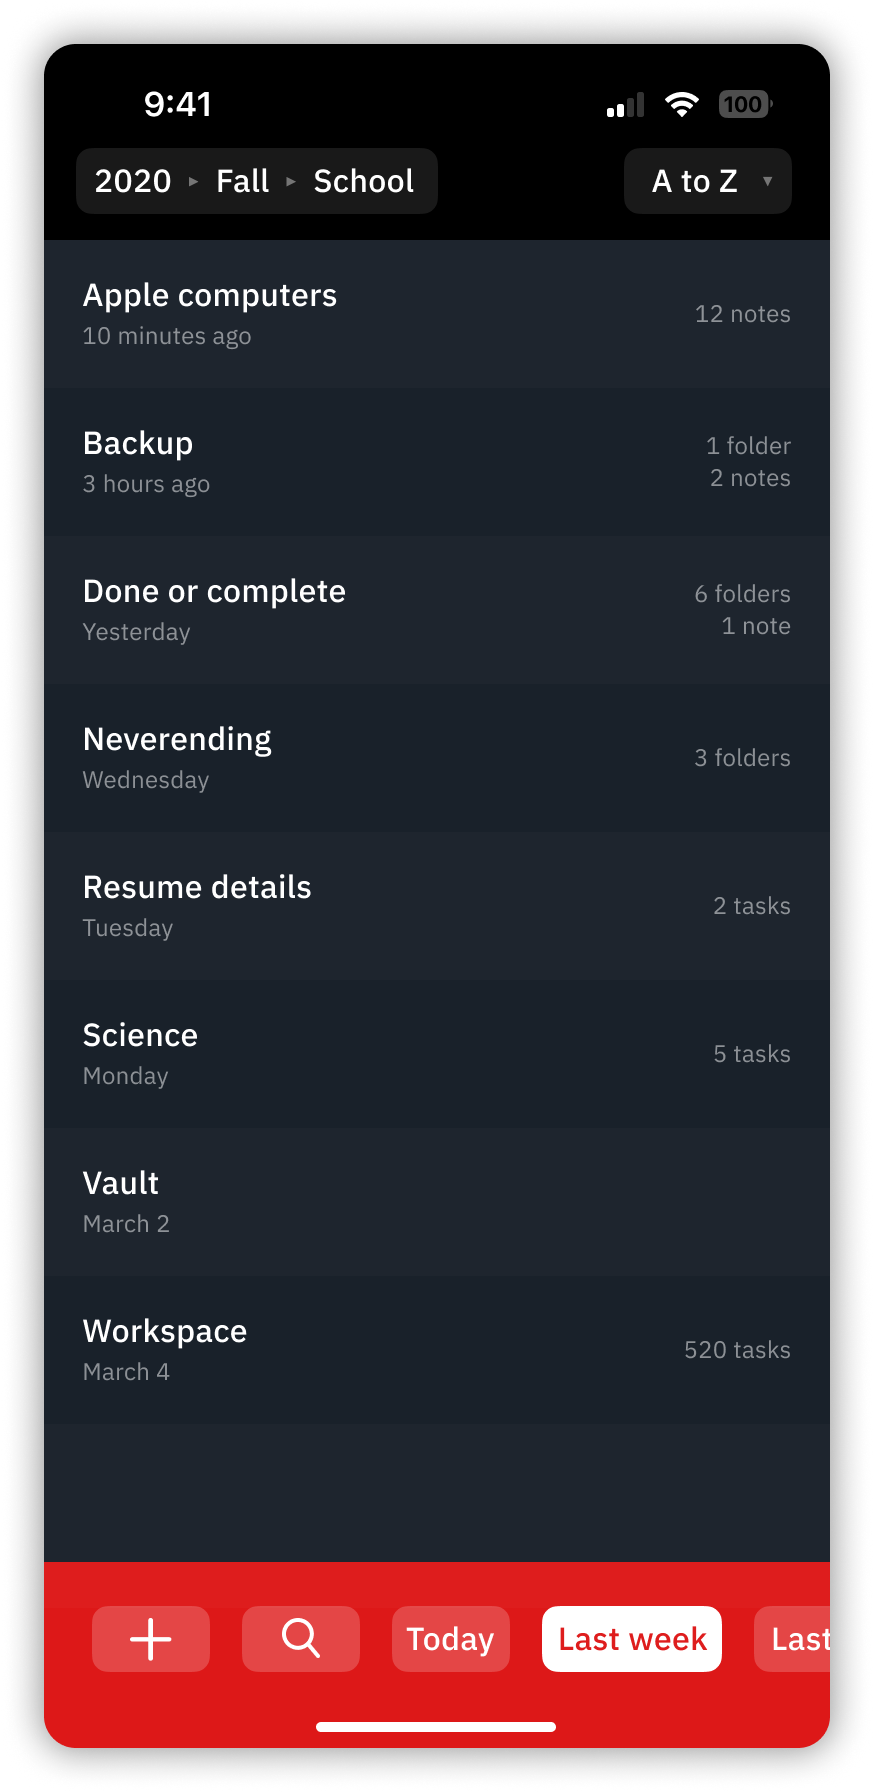 9:41 100
2020 ▸ Fall ▸ School A to Z ▾
Apple computers
10 minutes ago
12 notes
Backup
3 hours ago
1 folder
2 notes
Done or complete
Yesterday
6 folders
1 note
Neverending
Wednesday
3 folders
Resume details
Tuesday
2 tasks
Science
Monday
5 tasks
Vault
March 2
Workspace
March 4
520 tasks
Today Last week Last